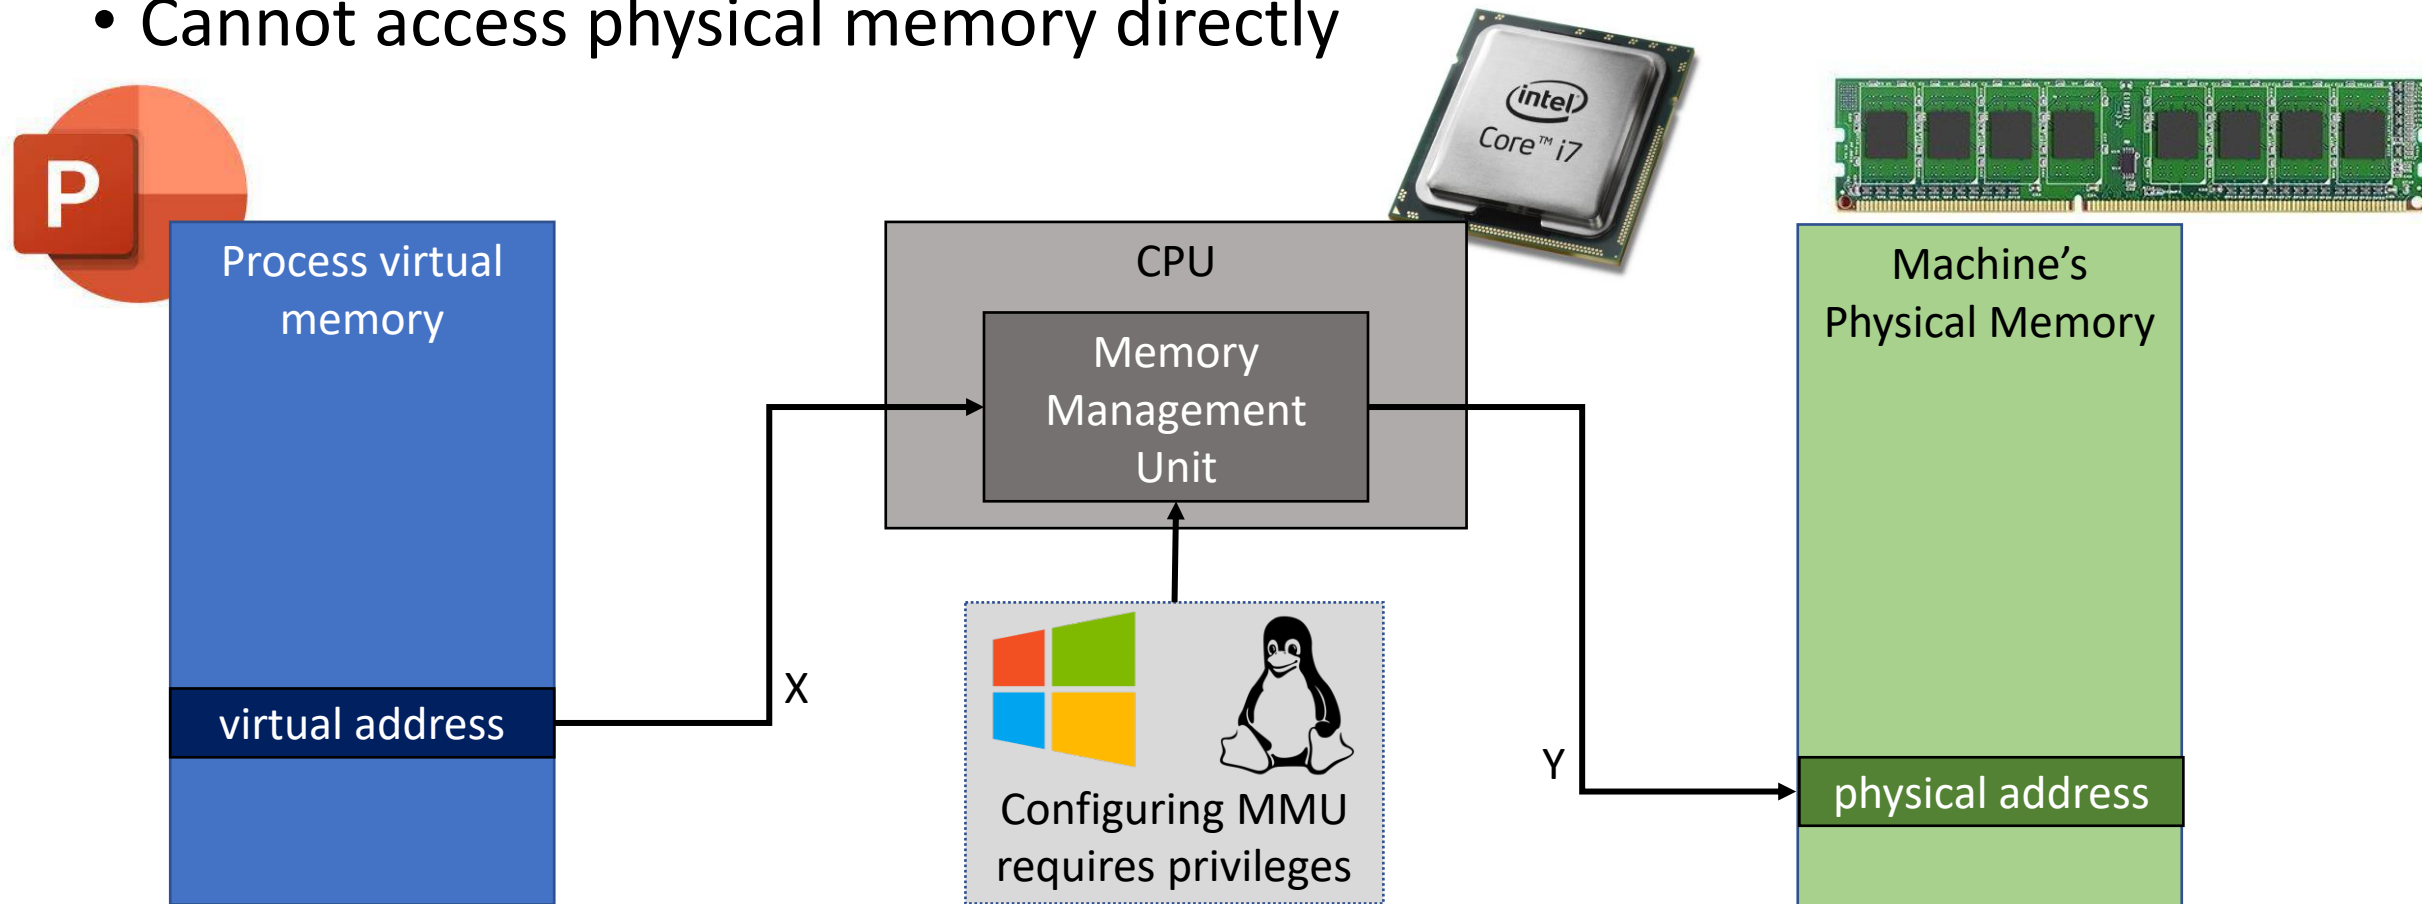 • Cannot access physical memory directly
intel
Core™ i7
P
Process virtual
memory
CPU
Memory
Management
Unit
Machine’s
Physical Memory
X
virtual address
Y
physical address
Configuring MMU
requires privileges